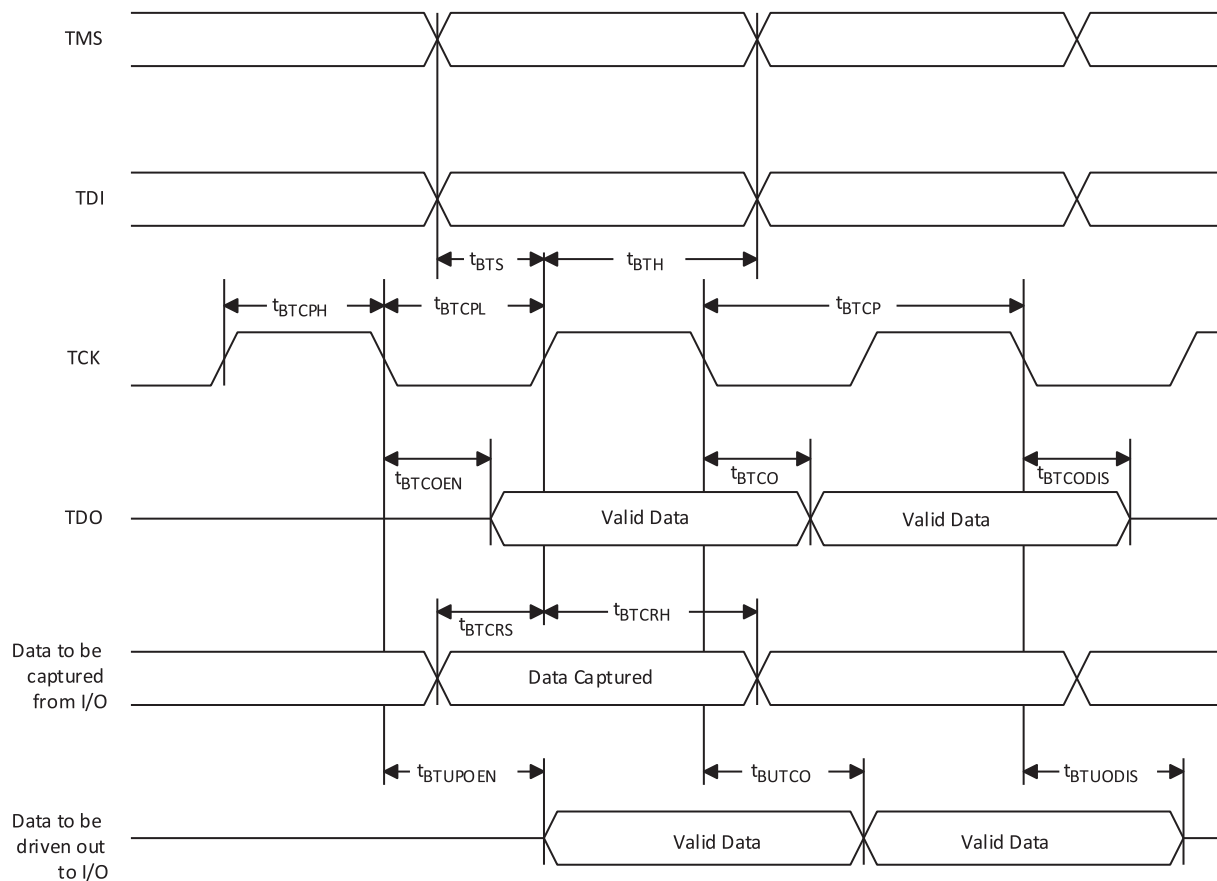 TMS
TDI
tBTS
tBTH
tBTCPH
tBTCPL
tBTCP
TCK
tBTCOEN
tBTCO
tBTCODIS
TDO
Valid Data
Valid Data
tBTCRS
tBTCRH
Data to be
captured
from I/O
Data Captured
tBTUPOEN
tBUTCO
tBTUODIS
Data to be
driven out
to I/O
Valid Data
Valid Data